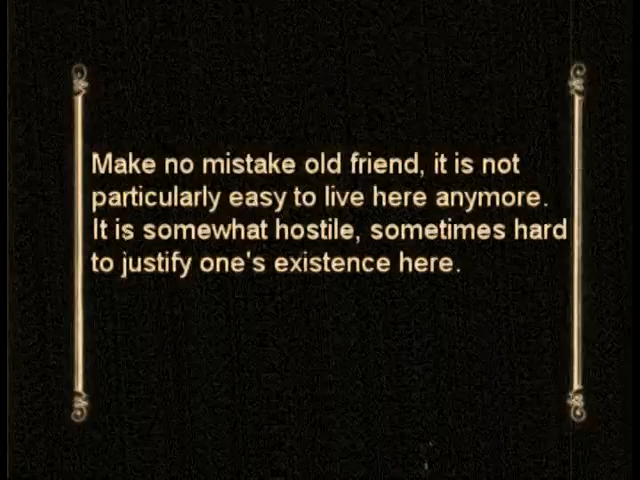 Make no mistake old friend, it is not
particularly easy to live here anymore.
It is somewhat hostile, sometimes hard
to justify one's existence here.